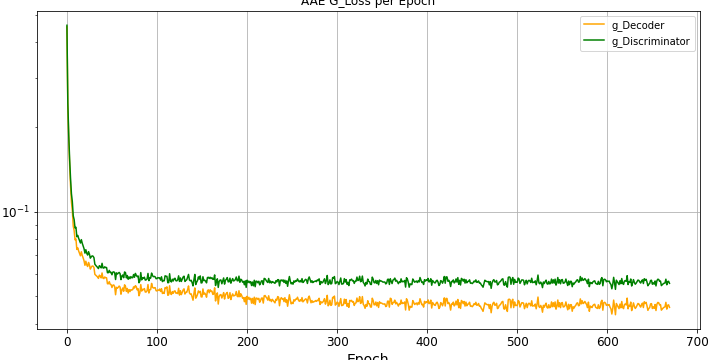 AAE G_Loss per Epoch
g_Decoder
g_Discriminator
10⁻¹
0 100 200 300 400 500 600 700
Epoch